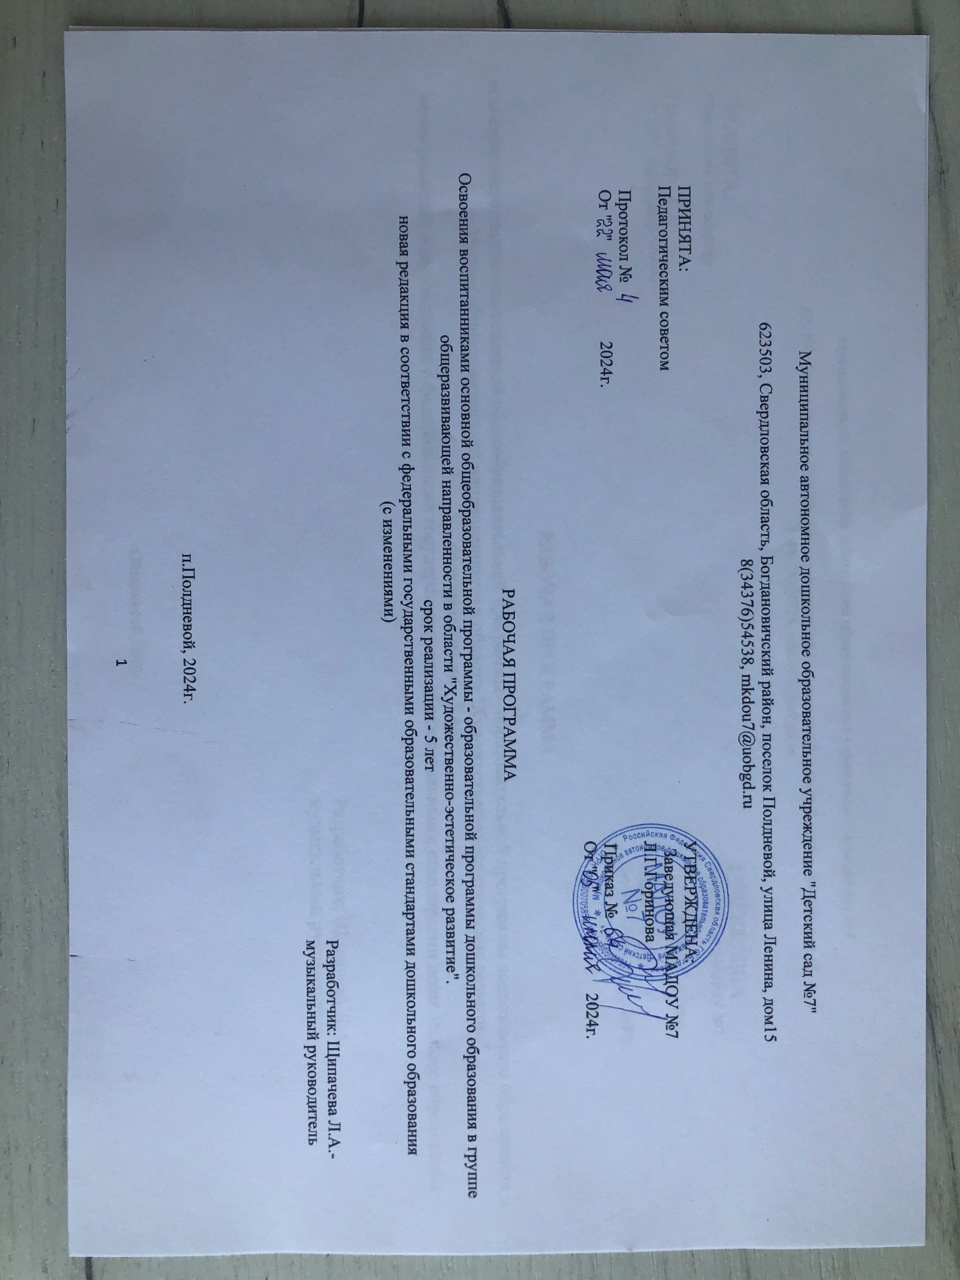 Муниципальное автономное дошкольное образовательное учреждение "Детский сад №7"
623503, Свердловская область, Богдановичский район, поселок Полдневой, улица Ленина, дом15
8(34376)54538, mkdou7@uobgd.ru
ПРИНЯТА:
Педагогическим советом
Протокол № 4
От "22" мая 2024г.
УТВЕРЖДЕНА
Заведующая МАДОУ №7
Л.П.Горинова
Приказ №
От "05" июня 2024г.
РАБОЧАЯ ПРОГРАММА
Освоения воспитанниками основной общеобразовательной программы - образовательной программы дошкольного образования в группе
общеразвивающей направленности в области "Художественно-эстетическое развитие".
срок реализации - 5 лет
новая редакция в соответствии с федеральными государственными образовательными стандартами дошкольного образования
(с изменениями)
Разработчик: Щипачева Л.А.-
музыкальный руководитель
п.Полдневой, 2024г.
1